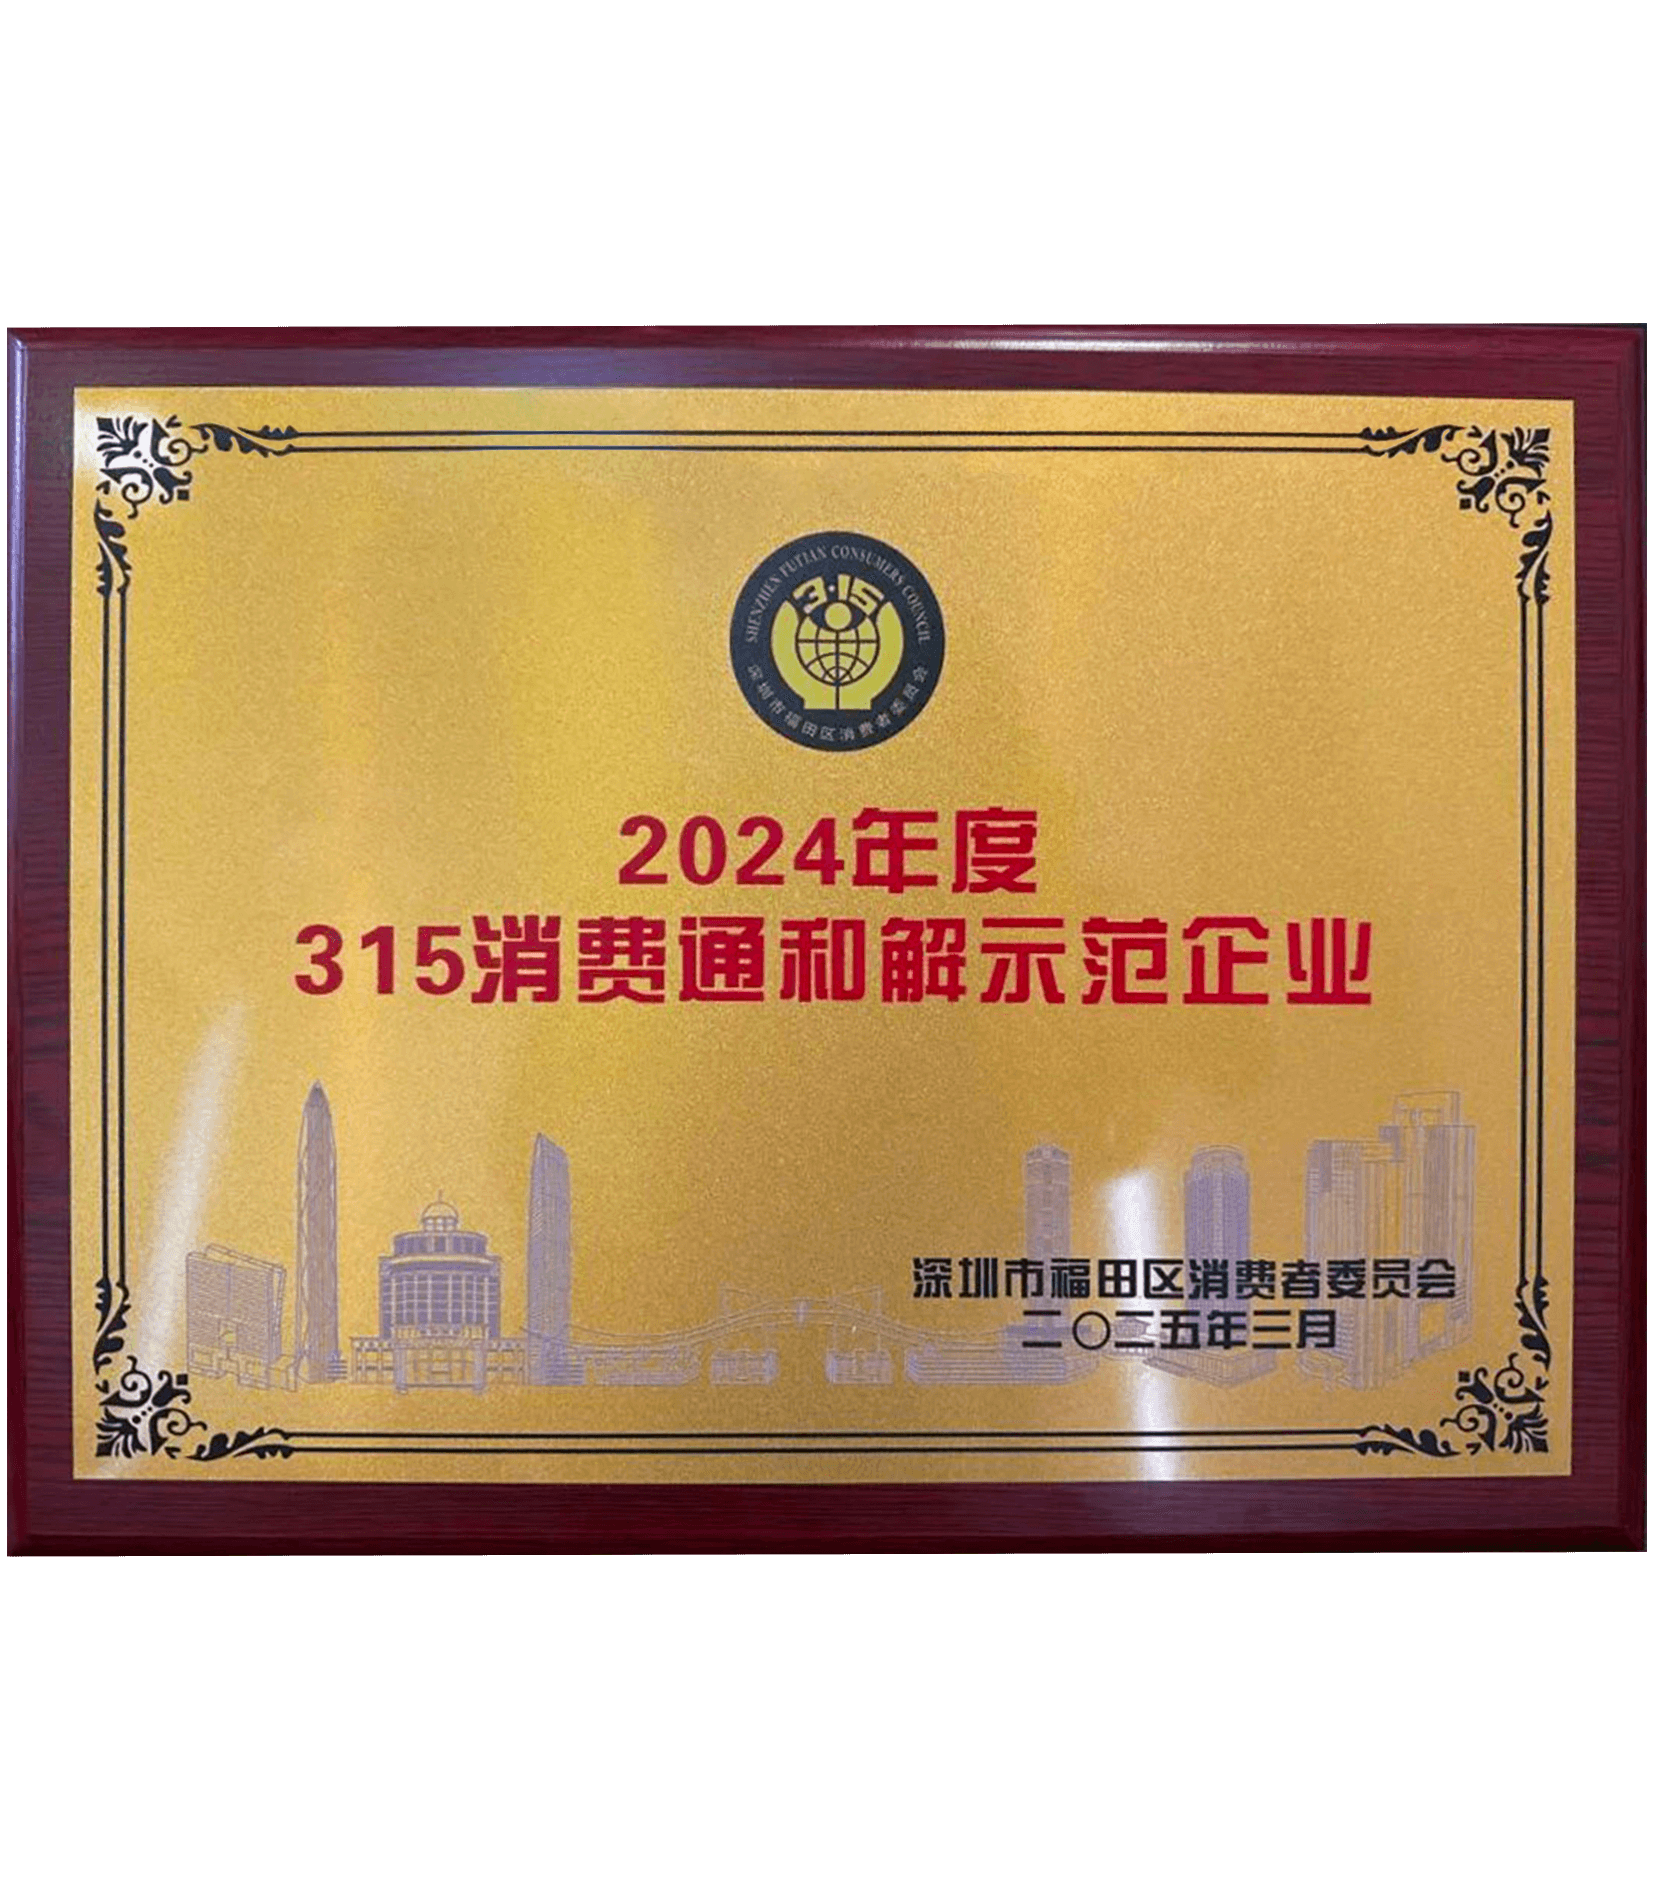 SHENZHEN FUTIAN CONSUMERS COUNCIL
3·15
深圳市福田区消费者委员会
2024年度
315消费通和解示范企业
深圳市福田区消费者委员会
二〇二五年三月